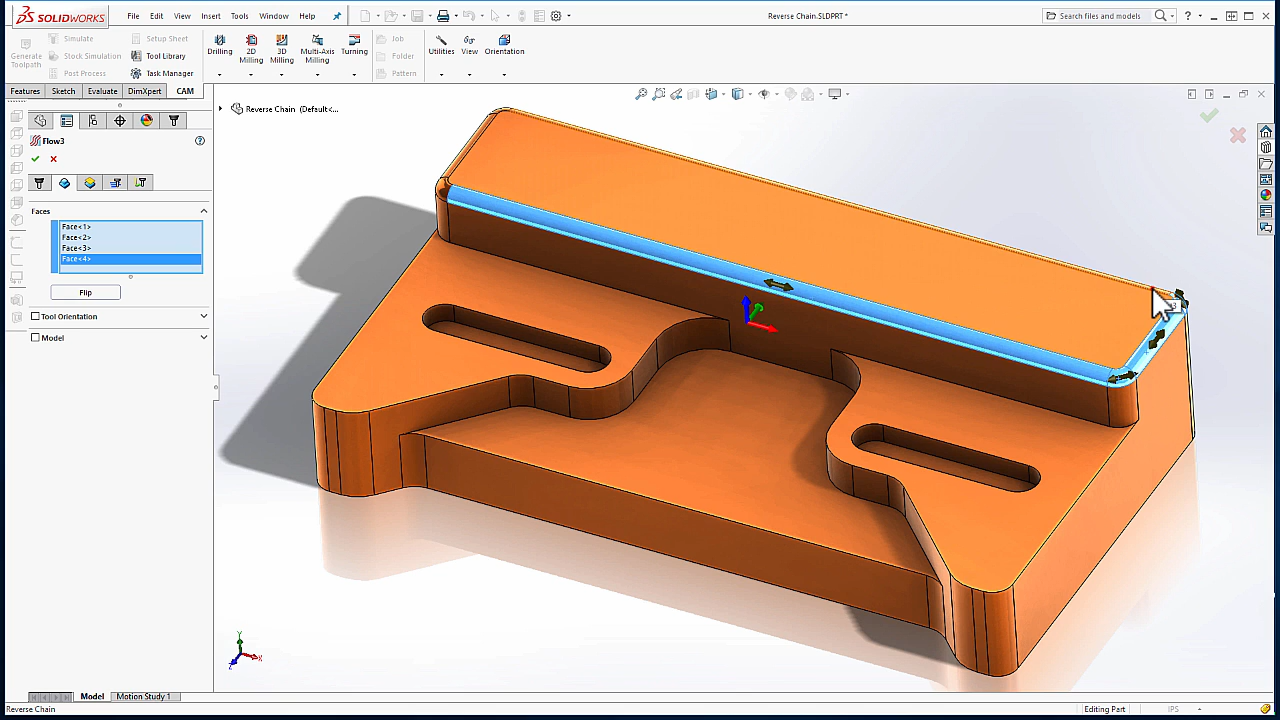 SOLIDWORKS
File Edit View Insert Tools Window Help
Reverse Chain.SLDPRT *
Search files and models
Generate Toolpath
Simulate
Stock Simulation
Post Process
Setup Sheet
Tool Library
Task Manager
Drilling
2D Milling
3D Milling
Multi-Axis Milling
Turning
Job
Folder
Pattern
Utilities
View
Orientation
Features Sketch Evaluate DimXpert CAM
Reverse Chain (Default<...
Flow3
Faces
Face<1>
Face<2>
Face<3>
Face<4>
Flip
Tool Orientation
Model
Y
X
Z
Model Motion Study 1
Reverse Chain
Editing Part
IPS